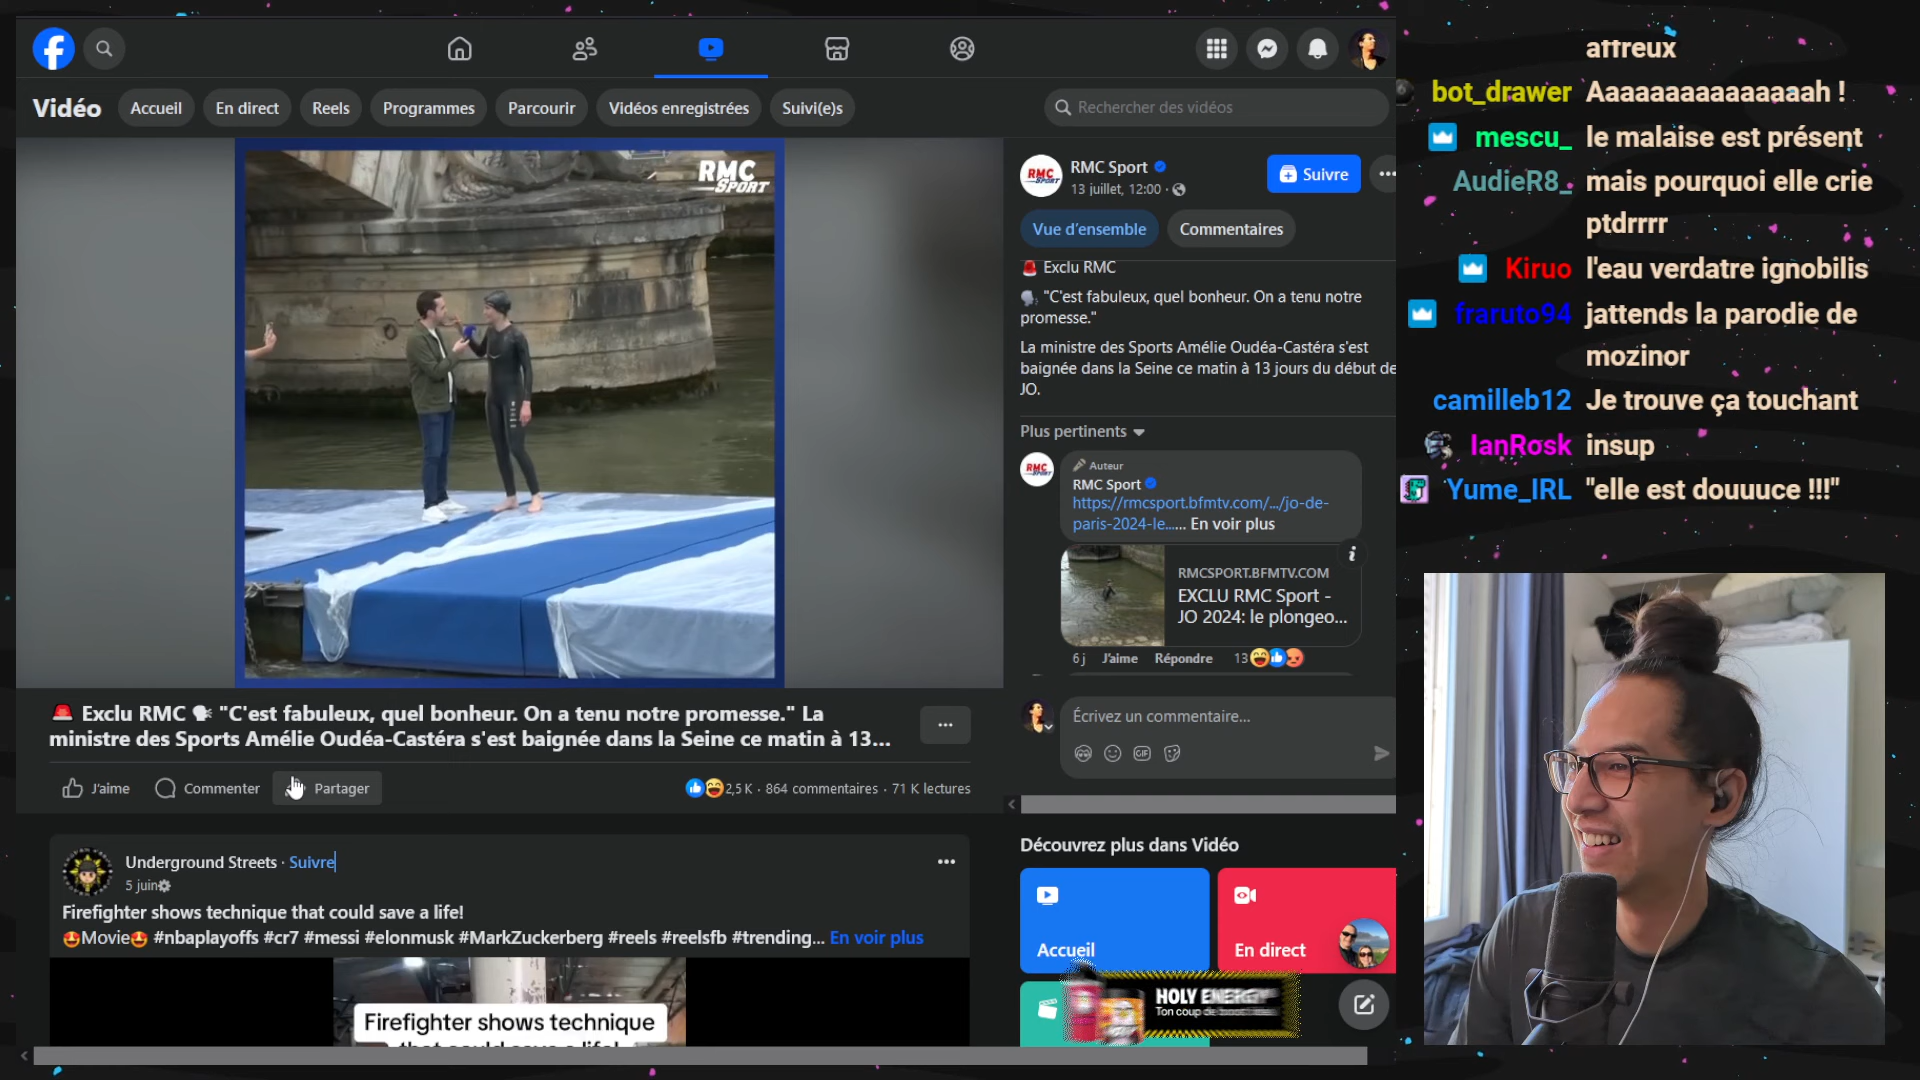 Vidéo
Accueil
En direct
Reels
Programmes
Parcourir
Vidéos enregistrées
Suivi(e)s
Rechercher des vidéos
RMC
SPORT
RMC
SPORT
RMC Sport
13 juillet, 12:00 ·
Suivre
Vue d'ensemble
Commentaires
🚨 Exclu RMC
🗣️ "C'est fabuleux, quel bonheur. On a tenu notre
promesse."
La ministre des Sports Amélie Oudéa-Castéra s'est
baignée dans la Seine ce matin à 13 jours du début de
JO.
Plus pertinents
RMC
SPORT
Auteur
RMC Sport
https://rmcsport.bfmtv.com/.../jo-de-
paris-2024-le...... En voir plus
RMCSPORT.BFMTV.COM
EXCLU RMC Sport -
JO 2024: le plongeo...
6 j
J'aime
Répondre
13
Écrivez un commentaire...
GIF
🚨 Exclu RMC 🗣️ "C'est fabuleux, quel bonheur. On a tenu notre promesse." La
ministre des Sports Amélie Oudéa-Castéra s'est baignée dans la Seine ce matin à 13...
J'aime
Commenter
Partager
2,5 K · 864 commentaires · 71 K lectures
Underground Streets · Suivre
5 juin
Firefighter shows technique that could save a life!
🤩Movie🤩 #nbaplayoffs #cr7 #messi #elonmusk #MarkZuckerberg #reels #reelsfb #trending... En voir plus
Firefighter shows technique
that could save a life!
Découvrez plus dans Vidéo
Accueil
En direct
HOLY ENERGY
Ton coup de
attreux
bot_drawer Aaaaaaaaaaaaaaah !
mescu_ le malaise est présent
AudieR8_ mais pourquoi elle crie
ptdrrrr
Kiruo l'eau verdatre ignobilis
fraruto94 jattends la parodie de
mozinor
camilleb12 Je trouve ça touchant
IanRosk insup
Yume_IRL "elle est douuuce !!!"